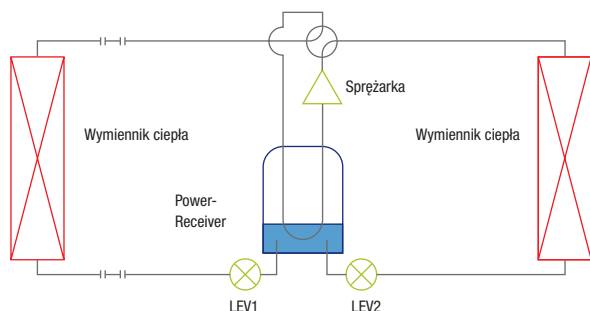 Sprężarka
Wymiennik ciepła
Wymiennik ciepła
Power-
Receiver
LEV1
LEV2